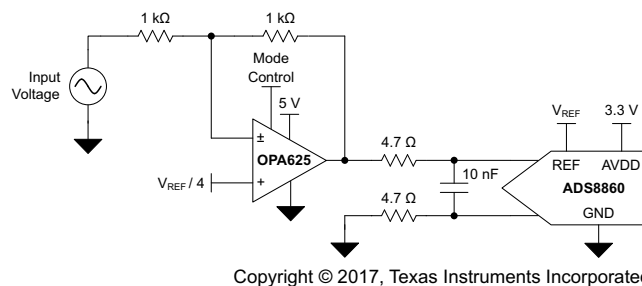 1 kΩ
1 kΩ
Input
Voltage
Mode
Control
5 V
±
OPA625
+
V_REF / 4
4.7 Ω
4.7 Ω
10 nF
V_REF
3.3 V
REF
AVDD
ADS8860
GND
Copyright © 2017, Texas Instruments Incorporated